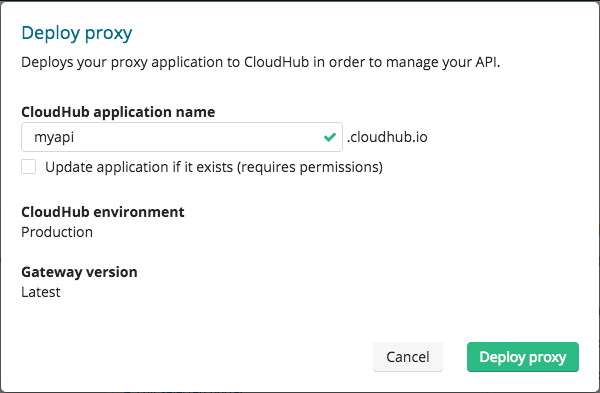 Deploy proxy
Deploys your proxy application to CloudHub in order to manage your API.
CloudHub application name
myapi .cloudhub.io
Update application if it exists (requires permissions)
CloudHub environment
Production
Gateway version
Latest
Cancel Deploy proxy